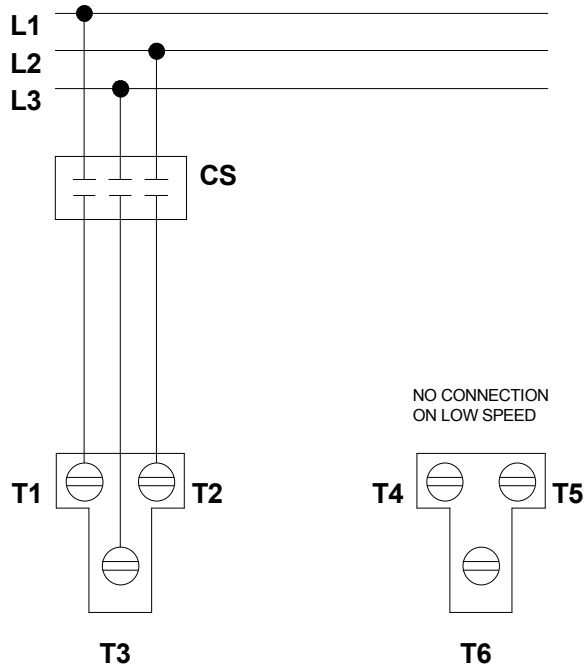 L1
L2
L3
CS
NO CONNECTION
ON LOW SPEED
T1
T2
T4
T5
T3
T6